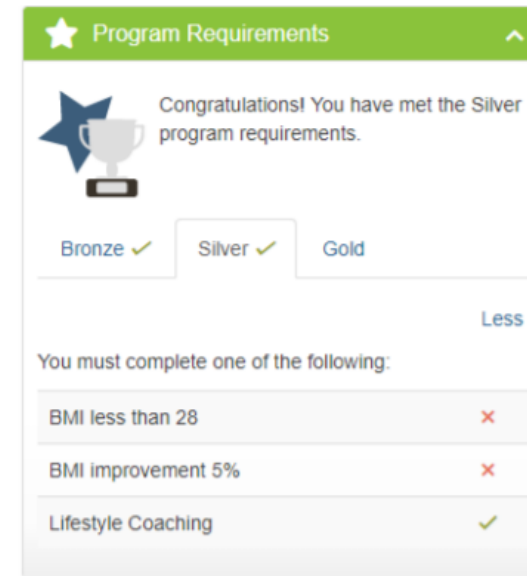 Program Requirements
Congratulations! You have met the Silver
program requirements.
Bronze
Silver
Gold
Less
You must complete one of the following:
BMI less than 28
BMI improvement 5%
Lifestyle Coaching